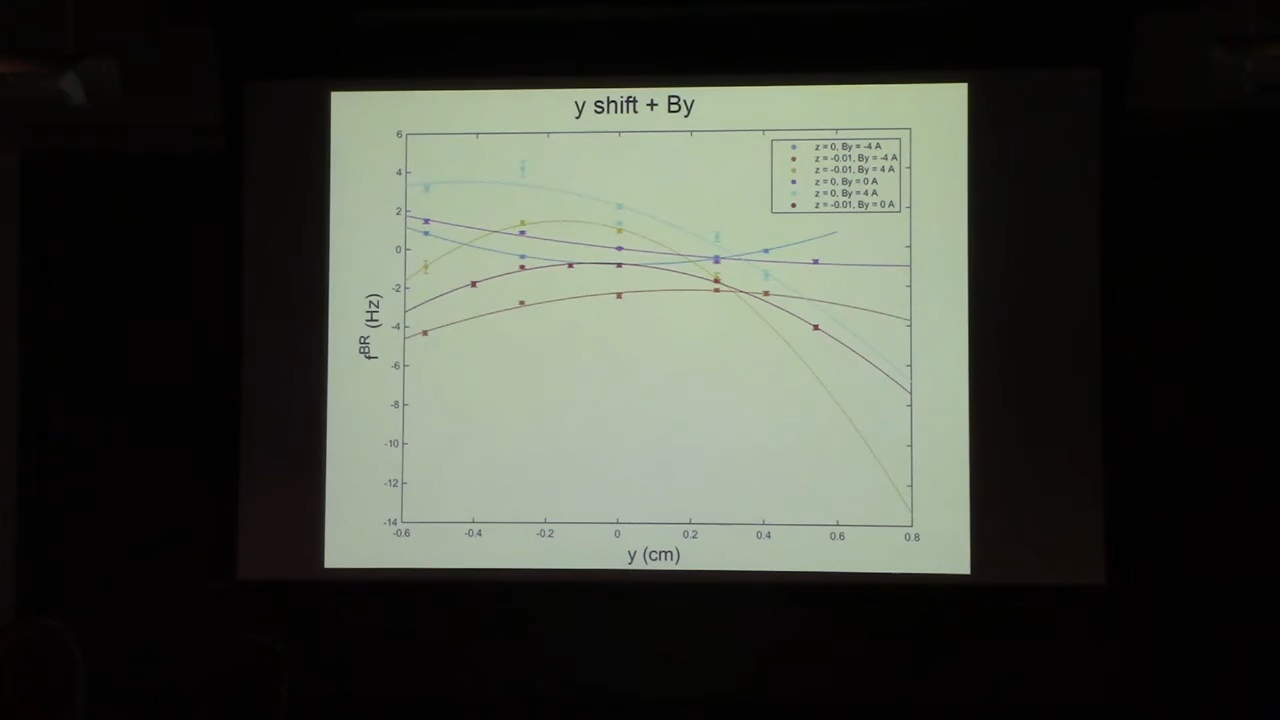 y shift + By
6
4
2
0
-2
-4
-6
-8
-10
-12
-14
-0.6
-0.4
-0.2
0
0.2
0.4
0.6
0.8
f^BR (Hz)
y (cm)
z = 0, By = -4 A
z = -0.01, By = -4 A
z = -0.01, By = 4 A
z = 0, By = 0 A
z = 0, By = 4 A
z = -0.01, By = 0 A